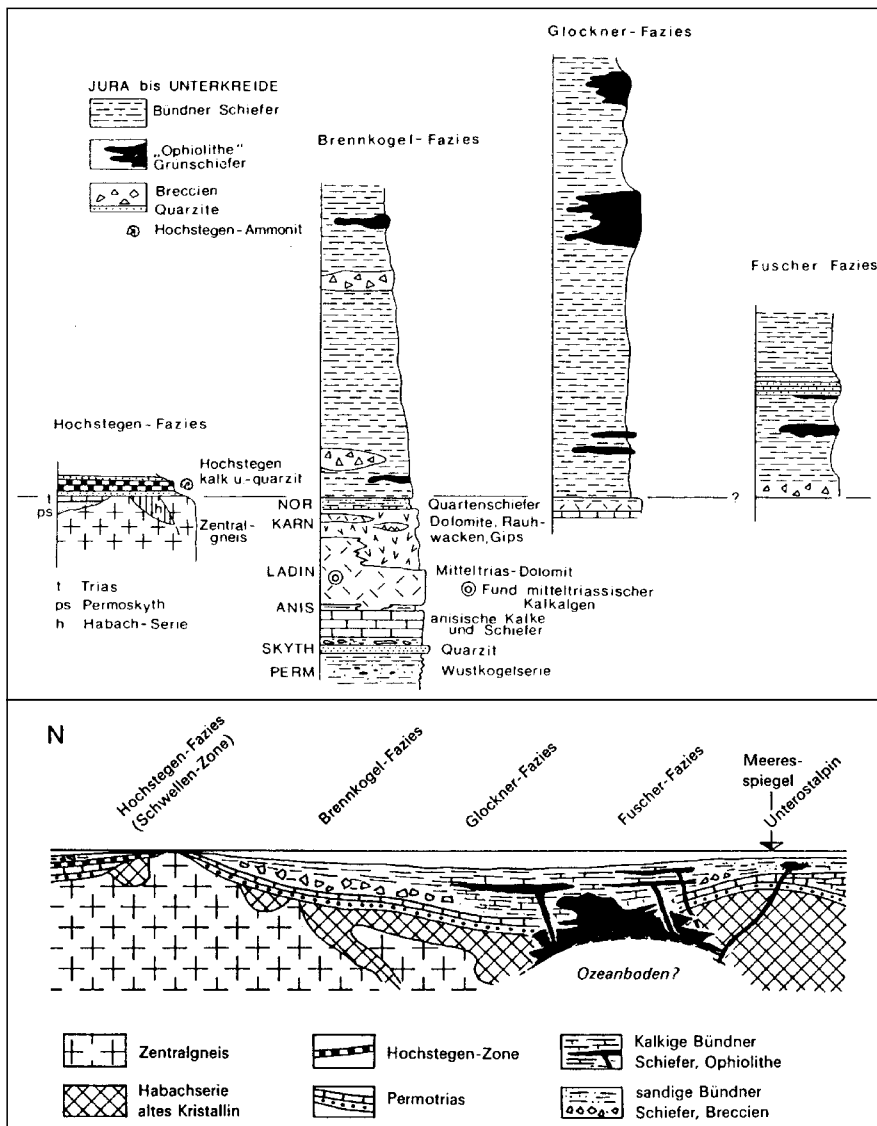 Glockner-Fazies
JURA bis UNTERKREIDE
Bündner Schiefer
„Ophiolithe"
Grünschiefer
Breccien
Quarzite
Hochstegen-Ammonit
Brennkogel-Fazies
Fuscher Fazies
Hochstegen-Fazies
Hochstegen
kalk u-quarzit
t
ps
h
Zentral-
gneis
t Trias
ps Permoskyth
h Habach-Serie
NOR
KARN
LADIN
ANIS
SKYTH
PERM
Quartenschiefer
Dolomite, Rauh-
wacken, Gips
Mitteltrias-Dolomit
Fund mitteltriassischer
Kalkalgen
anisische Kalke
und Schiefer
Quarzit
Wustkogelserie
?
N
Hochstegen-Fazies
(Schwellen-Zone)
Brennkogel-Fazies
Glockner-Fazies
Fuscher-Fazies
Meeres-
spiegel
Unterostalpin
Ozeanboden?
Zentralgneis
Habachserie
altes Kristallin
Hochstegen-Zone
Permotrias
Kalkige Bündner
Schiefer, Ophiolithe
sandige Bündner
Schiefer, Breccien